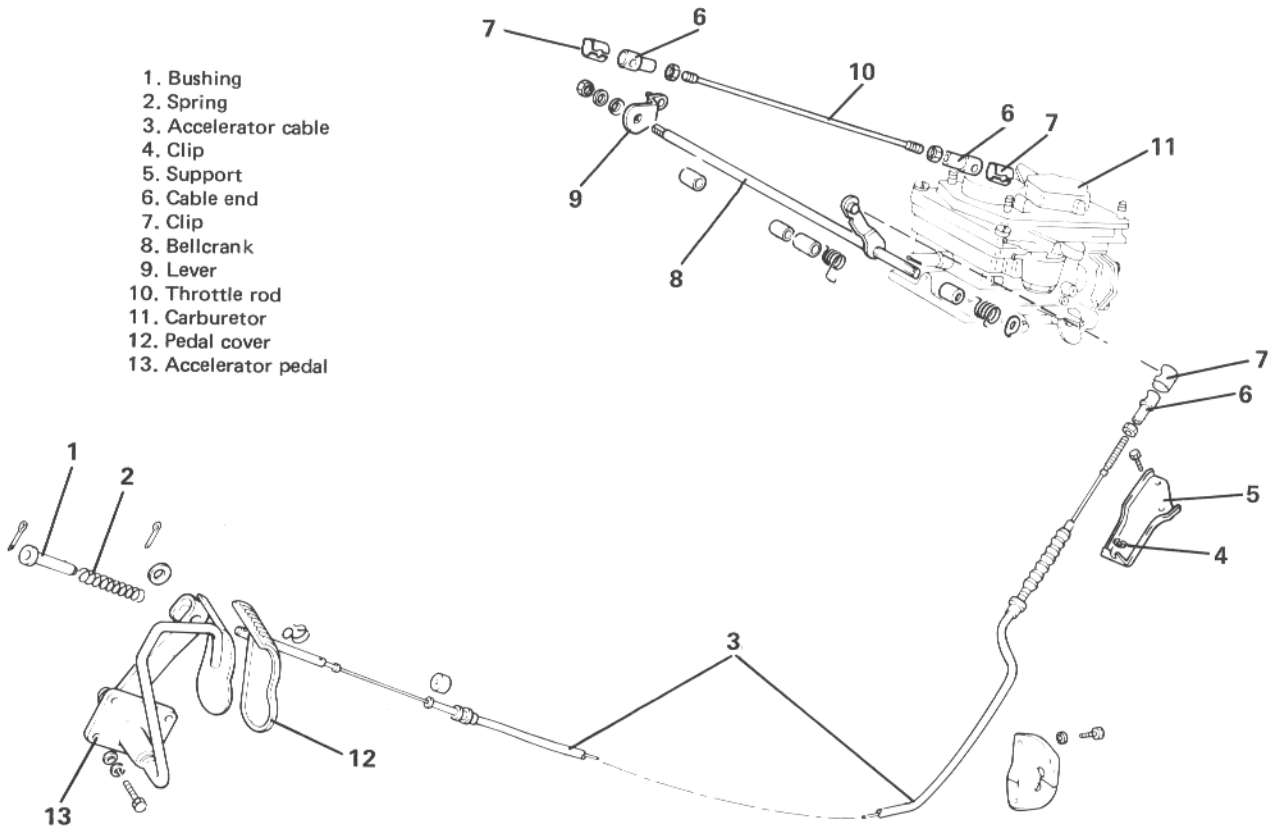 7
6
10
6
7
11
1. Bushing
2. Spring
3. Accelerator cable
4. Clip
5. Support
6. Cable end
7. Clip
8. Bellcrank
9. Lever
10. Throttle rod
11. Carburetor
12. Pedal cover
13. Accelerator pedal
9
8
7
6
5
4
1
2
3
12
13